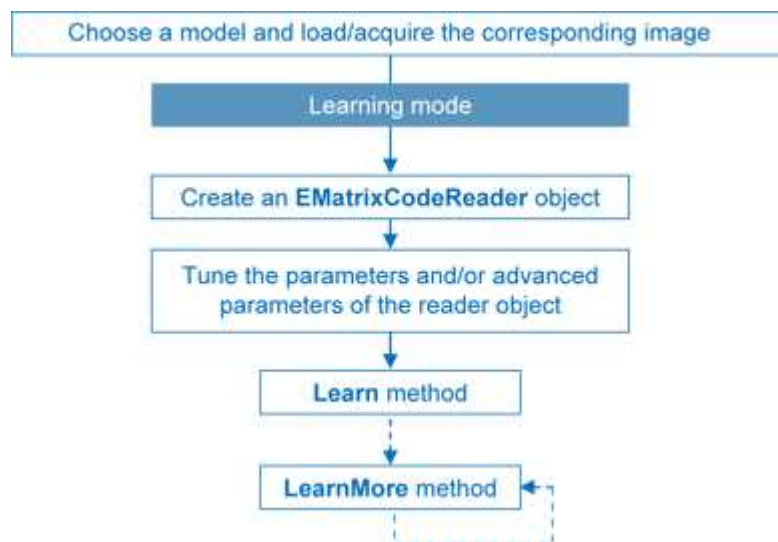 Choose a model and load/acquire the corresponding image
Learning mode
Create an EMatrixCodeReader object
Tune the parameters and/or advanced
parameters of the reader object
Learn method
LearnMore method